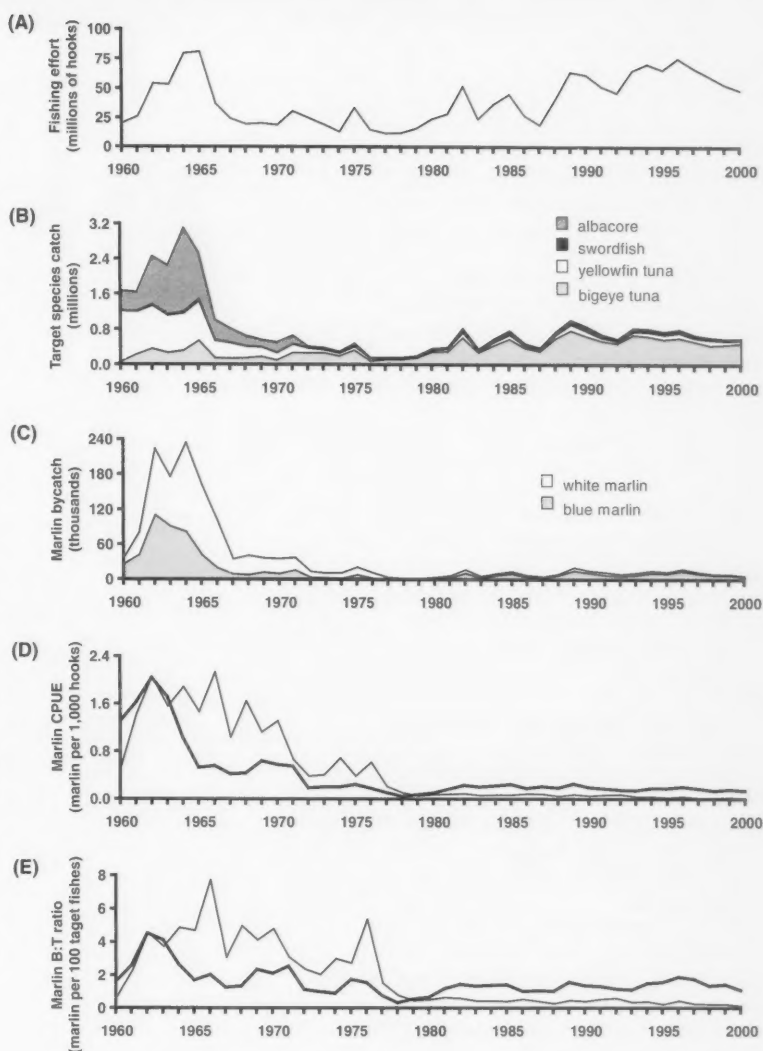 (A)
Fishing effort
(millions of hooks)
100
75
50
25
0
1960 1965 1970 1975 1980 1985 1990 1995 2000
(B)
Target species catch
(millions)
3.2
2.4
1.6
0.8
0.0
albacore
swordfish
yellowfin tuna
bigeye tuna
1960 1965 1970 1975 1980 1985 1990 1995 2000
(C)
Marlin bycatch
(thousands)
240
180
120
60
0
white marlin
blue marlin
1960 1965 1970 1975 1980 1985 1990 1995 2000
(D)
Marlin CPUE
(marlin per 1,000 hooks)
2.4
1.6
0.8
0.0
1960 1965 1970 1975 1980 1985 1990 1995 2000
(E)
Marlin B:T ratio
(marlin per 100 taget fishes)
8
6
4
2
0
1960 1965 1970 1975 1980 1985 1990 1995 2000